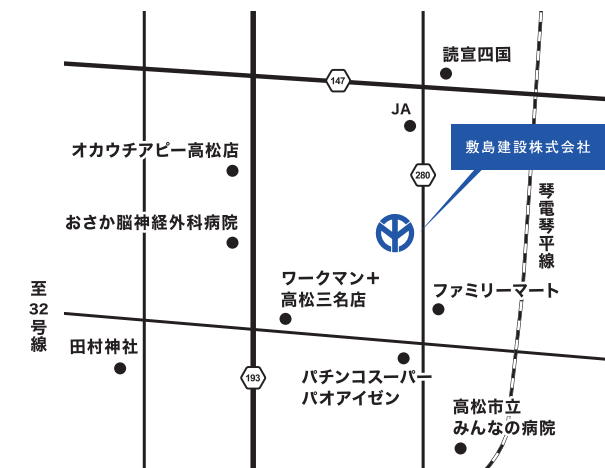 読宣四国
147
JA
オカウチアピー高松店
敷島建設株式会社
280
琴電琴平線
おさか脳神経外科病院
ワークマン＋
高松三名店
ファミリーマート
至
32
号
線
田村神社
193
パチンコスーパー
パオアイゼン
高松市立
みんなの病院